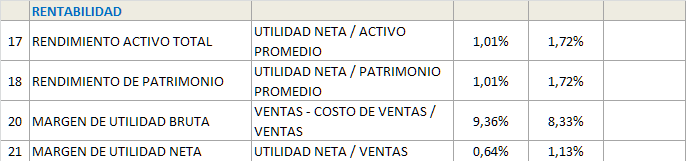 RENTABILIDAD
17 RENDIMIENTO ACTIVO TOTAL UTILIDAD NETA / ACTIVO PROMEDIO 1,01% 1,72%
18 RENDIMIENTO DE PATRIMONIO UTILIDAD NETA / PATRIMONIO PROMEDIO 1,01% 1,72%
20 MARGEN DE UTILIDAD BRUTA VENTAS - COSTO DE VENTAS / VENTAS 9,36% 8,33%
21 MARGEN DE UTILIDAD NETA UTILIDAD NETA / VENTAS 0,64% 1,13%